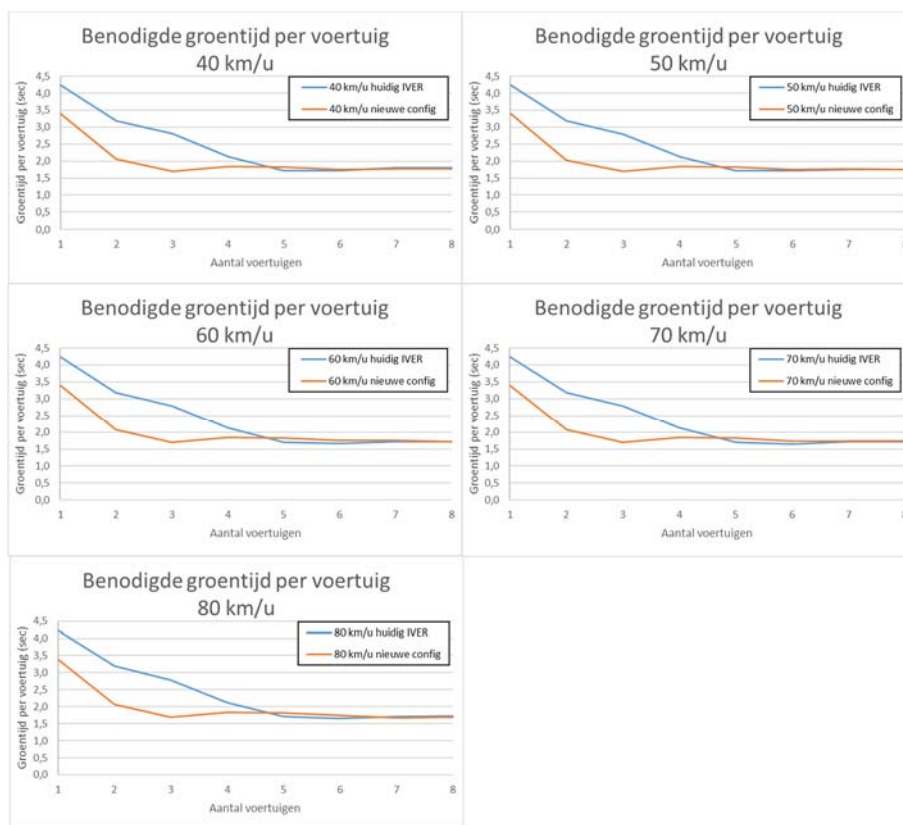 Benodigde groentijd per voertuig
40 km/u
40 km/u huidig IVER
40 km/u nieuwe config
Groentijd per voertuig (sec)
4,5
4,0
3,5
3,0
2,5
2,0
1,5
1,0
0,5
0,0
1 2 3 4 5 6 7 8
Aantal voertuigen
Benodigde groentijd per voertuig
50 km/u
50 km/u huidig IVER
50 km/u nieuwe config
Groentijd per voertuig (sec)
4,5
4,0
3,5
3,0
2,5
2,0
1,5
1,0
0,5
0,0
1 2 3 4 5 6 7 8
Aantal voertuigen
Benodigde groentijd per voertuig
60 km/u
60 km/u huidig IVER
60 km/u nieuwe config
Groentijd per voertuig (sec)
4,5
4,0
3,5
3,0
2,5
2,0
1,5
1,0
0,5
0,0
1 2 3 4 5 6 7 8
Aantal voertuigen
Benodigde groentijd per voertuig
70 km/u
70 km/u huidig IVER
70 km/u nieuwe config
Groentijd per voertuig (sec)
4,5
4,0
3,5
3,0
2,5
2,0
1,5
1,0
0,5
0,0
1 2 3 4 5 6 7 8
Aantal voertuigen
Benodigde groentijd per voertuig
80 km/u
80 km/u huidig IVER
80 km/u nieuwe config
Groentijd per voertuig (sec)
4,5
4,0
3,5
3,0
2,5
2,0
1,5
1,0
0,5
0,0
1 2 3 4 5 6 7 8
Aantal voertuigen